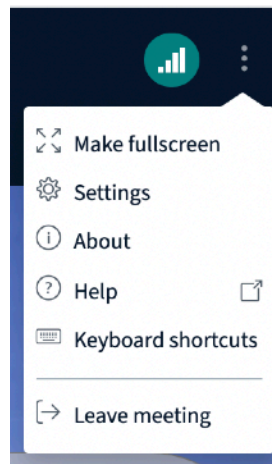 Make fullscreen
Settings
About
Help
Keyboard shortcuts
Leave meeting